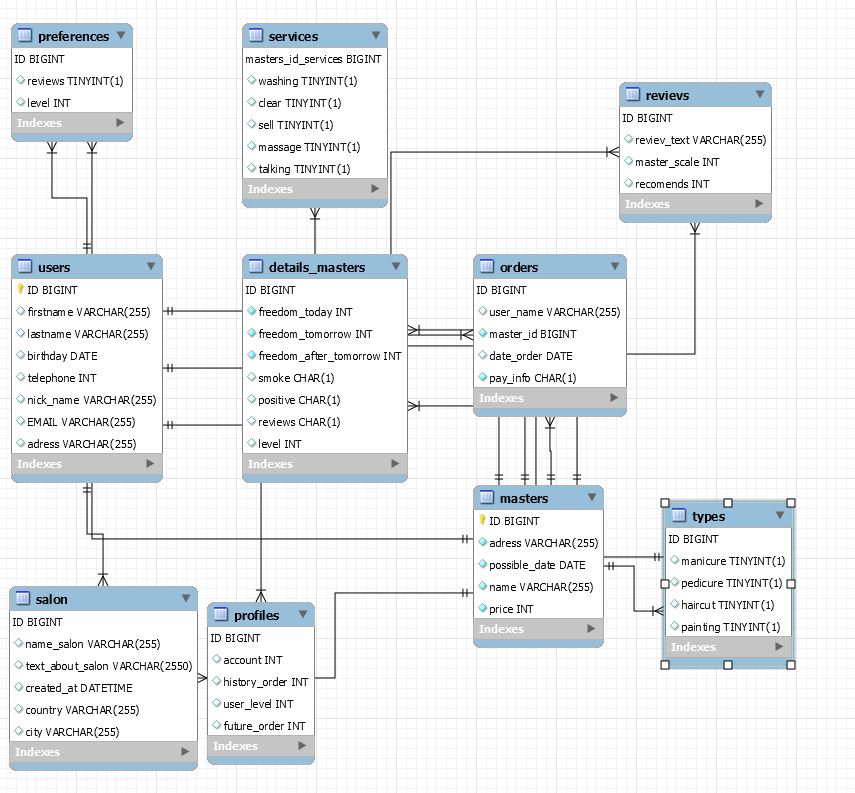 preferences
ID BIGINT
reviews TINYINT(1)
level INT
Indexes
services
masters_id_services BIGINT
washing TINYINT(1)
clear TINYINT(1)
sell TINYINT(1)
massage TINYINT(1)
talking TINYINT(1)
Indexes
revievs
ID BIGINT
reviev_text VARCHAR(255)
master_scale INT
recomends INT
Indexes
users
ID BIGINT
firstname VARCHAR(255)
lastname VARCHAR(255)
birthday DATE
telephone INT
nick_name VARCHAR(255)
EMAIL VARCHAR(255)
adress VARCHAR(255)
Indexes
details_masters
ID BIGINT
freedom_today INT
freedom_tomorrow INT
freedom_after_tomorrow INT
smoke CHAR(1)
positive CHAR(1)
reviews CHAR(1)
level INT
Indexes
orders
ID BIGINT
user_name VARCHAR(255)
master_id BIGINT
date_order DATE
pay_info CHAR(1)
Indexes
masters
ID BIGINT
adress VARCHAR(255)
possible_date DATE
name VARCHAR(255)
price INT
Indexes
types
ID BIGINT
manicure TINYINT(1)
pedicure TINYINT(1)
haircut TINYINT(1)
painting TINYINT(1)
Indexes
salon
ID BIGINT
name_salon VARCHAR(255)
text_about_salon VARCHAR(2550)
created_at DATETIME
country VARCHAR(255)
city VARCHAR(255)
Indexes
profiles
ID BIGINT
account INT
history_order INT
user_level INT
future_order INT
Indexes